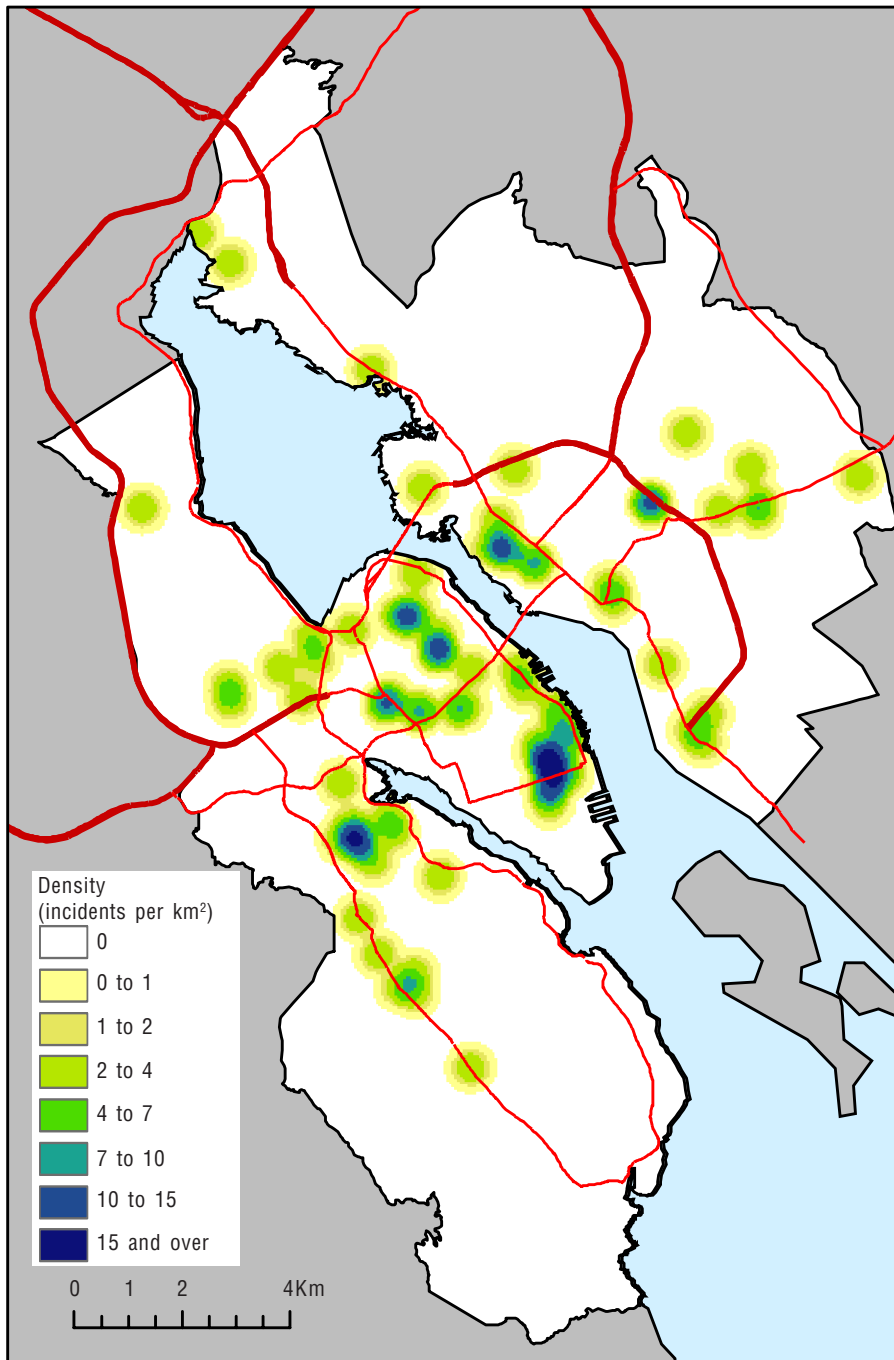 Density
(incidents per km²)
0
0 to 1
1 to 2
2 to 4
4 to 7
7 to 10
10 to 15
15 and over
0 1 2 4Km